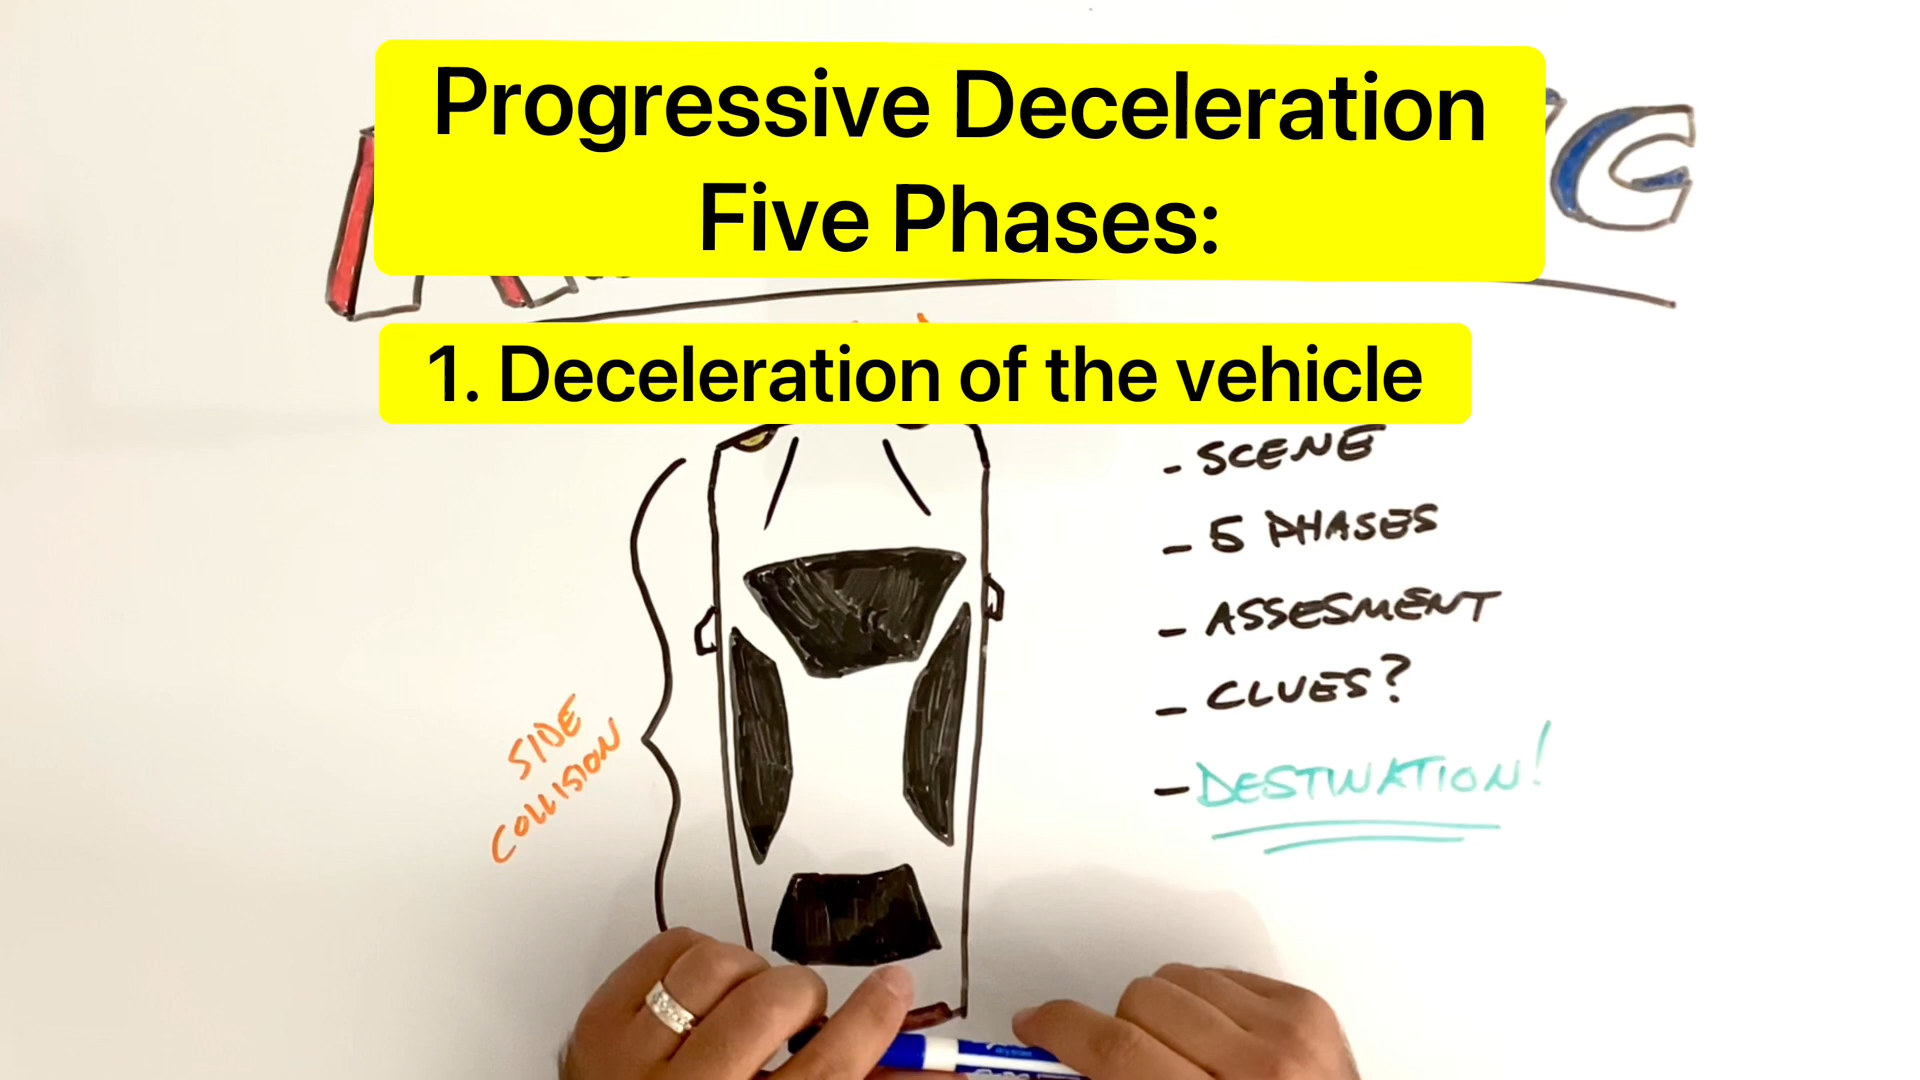 Progressive Deceleration
Five Phases:
1. Deceleration of the vehicle
- SCENE
- 5 PHASES
- ASSESMENT
- CLUES?
- DESTINATION!
SIDE
COLLISION